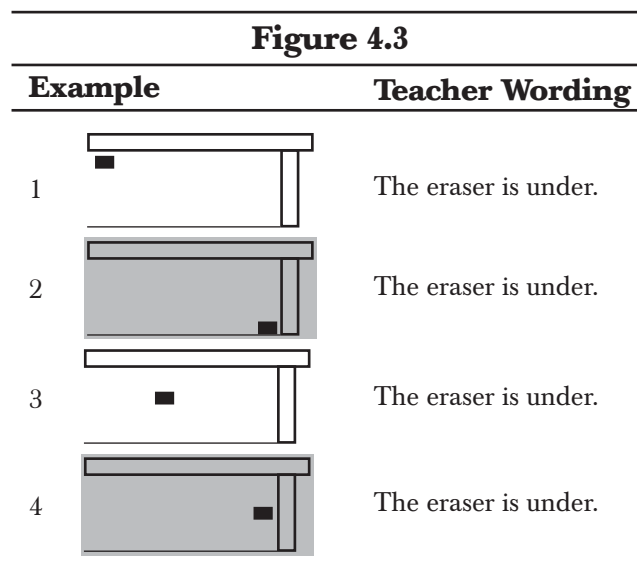 Figure 4.3
Example Teacher Wording
1 The eraser is under.
2 The eraser is under.
3 The eraser is under.
4 The eraser is under.